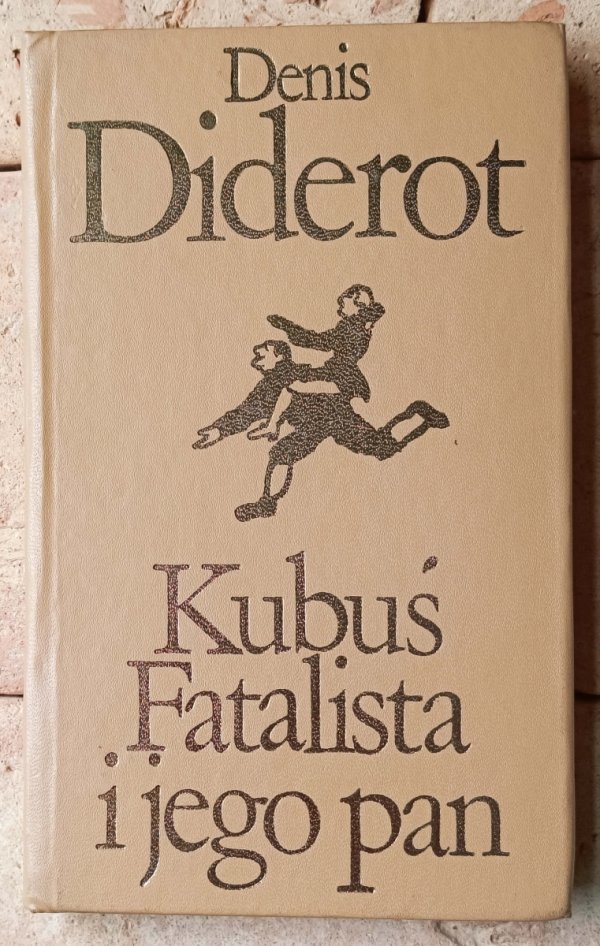 Denis
Diderot
Kubuś
Fatalista
i jego pan